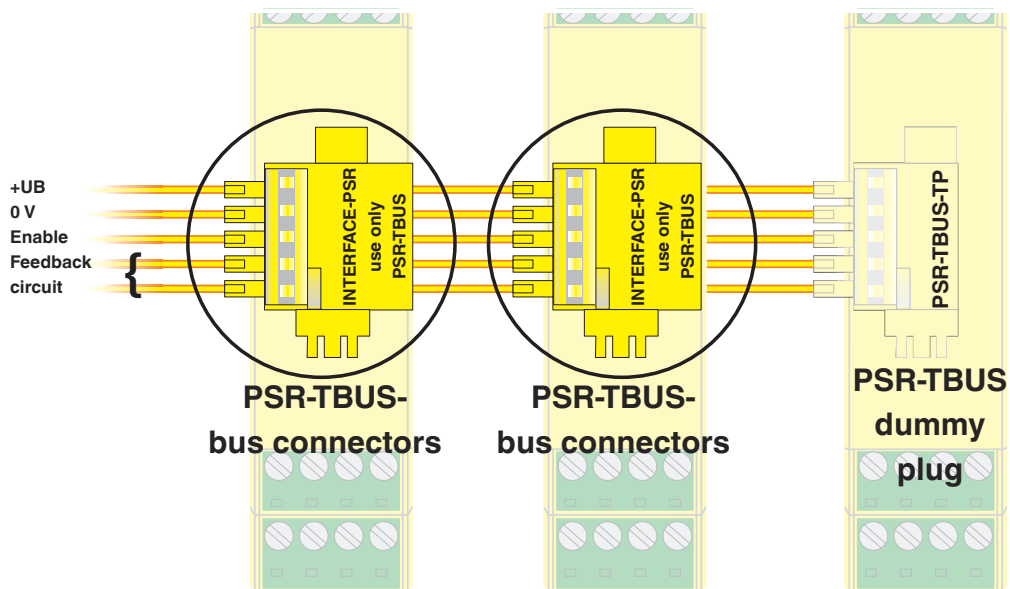 +UB
0 V
Enable
Feedback
circuit
{
INTERFACE-PSR
use only
PSR-TBUS
INTERFACE-PSR
use only
PSR-TBUS
PSR-TBUS-TP
PSR-TBUS-
bus connectors
PSR-TBUS-
bus connectors
PSR-TBUS
dummy
plug